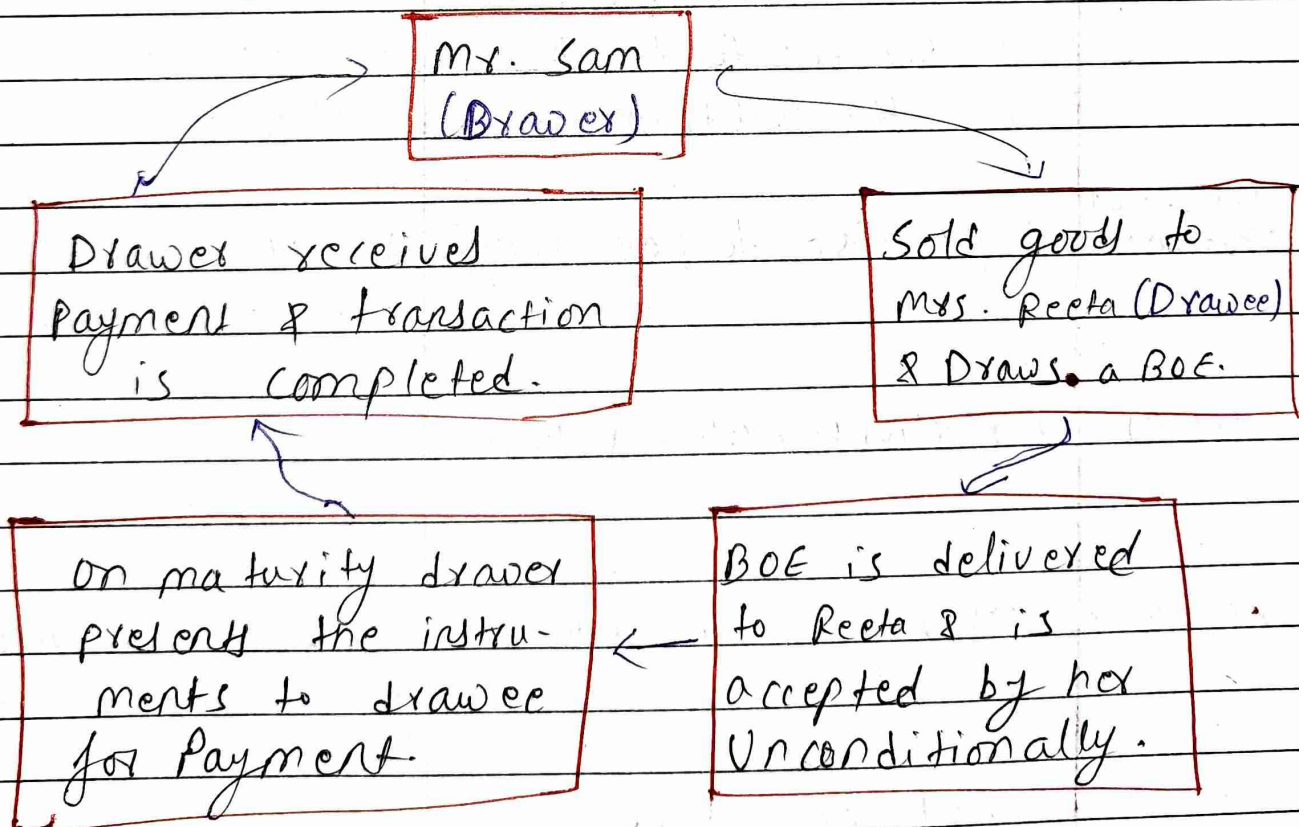 Mr. Sam
(Drawer)
Sold goods to
Mrs. Reeta (Drawee)
& Draws a BOE.
BOE is delivered
to Reeta & is
accepted by her
Unconditionally.
on maturity drawer
presents the instru-
ments to drawee
for Payment.
Drawer receives
Payment & transaction
is completed.